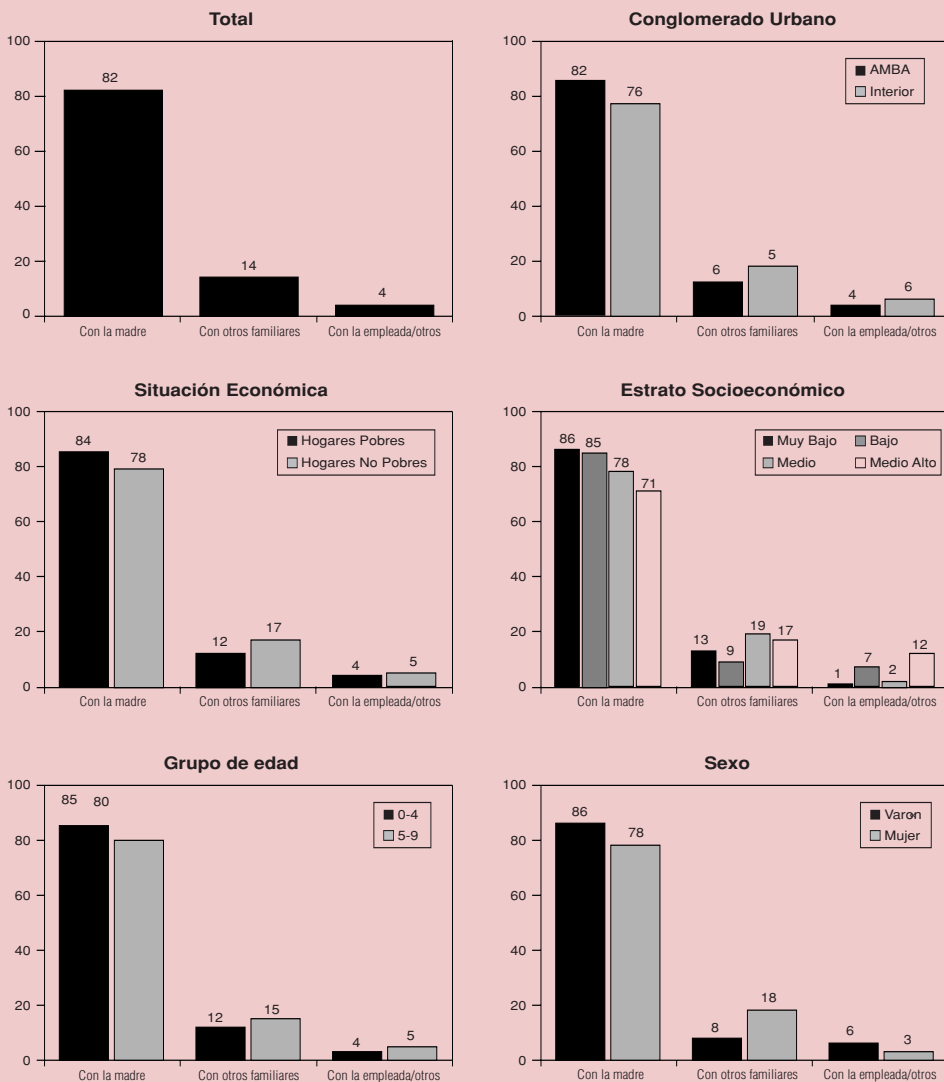 Total
100
80
60
40
20
0
82
14
4
Con la madre
Con otros familiares
Con la empleada/otros
Conglomerado Urbano
100
80
60
40
20
0
AMBA
Interior
82
76
6
5
4
6
Con la madre
Con otros familiares
Con la empleada/otros
Situación Económica
100
80
60
40
20
0
Hogares Pobres
Hogares No Pobres
84
78
12
17
4
5
Con la madre
Con otros familiares
Con la empleada/otros
Estrato Socioeconómico
100
80
60
40
20
0
Muy Bajo
Bajo
Medio
Medio Alto
86
85
78
71
13
9
19
17
1
7
2
12
Con la madre
Con otros familiares
Con la empleada/otros
Grupo de edad
100
80
60
40
20
0
0-4
5-9
85
80
12
15
4
5
Con la madre
Con otros familiares
Con la empleada/otros
Sexo
100
80
60
40
20
0
Varon
Mujer
86
78
8
18
6
3
Con la madre
Con otros familiares
Con la empleada/otros